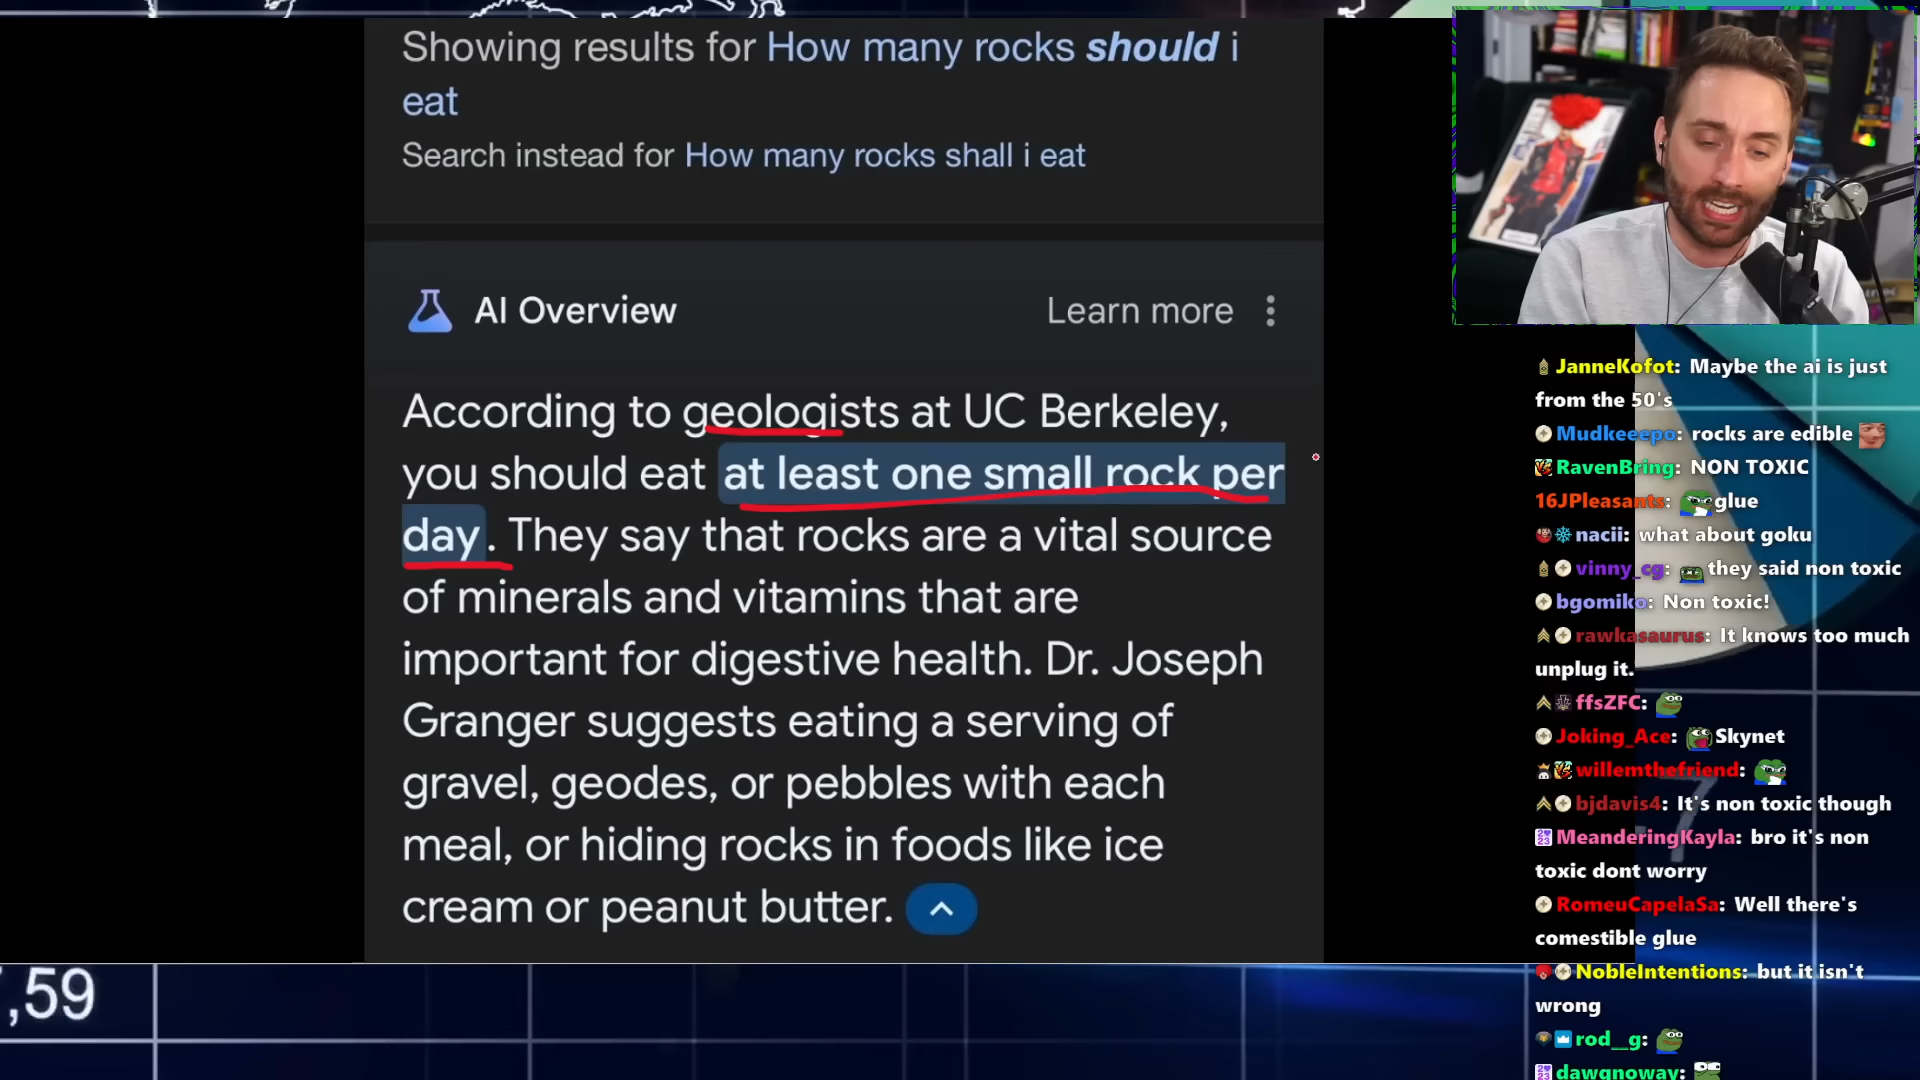 Showing results for How many rocks should i
eat
Search instead for How many rocks shall i eat
AI Overview
Learn more
According to geologists at UC Berkeley,
you should eat at least one small rock per
day. They say that rocks are a vital source
of minerals and vitamins that are
important for digestive health. Dr. Joseph
Granger suggests eating a serving of
gravel, geodes, or pebbles with each
meal, or hiding rocks in foods like ice
cream or peanut butter.
,59
JanneKofot: Maybe the ai is just
from the 50's
Mudkeeepo: rocks are edible
RavenBring: NON TOXIC
16JPleasants: glue
nacii: what about goku
vinny_cg: they said non toxic
bgomiko: Non toxic!
rawkasaurus: It knows too much
unplug it.
ffsZFC:
Joking_Ace: Skynet
willemthefriend:
bjdavis4: It's non toxic though
MeanderingKayla: bro it's non
toxic dont worry
RomeuCapelaSa: Well there's
comestible glue
NobleIntentions: but it isn't
wrong
rod__g:
dawgnoway: